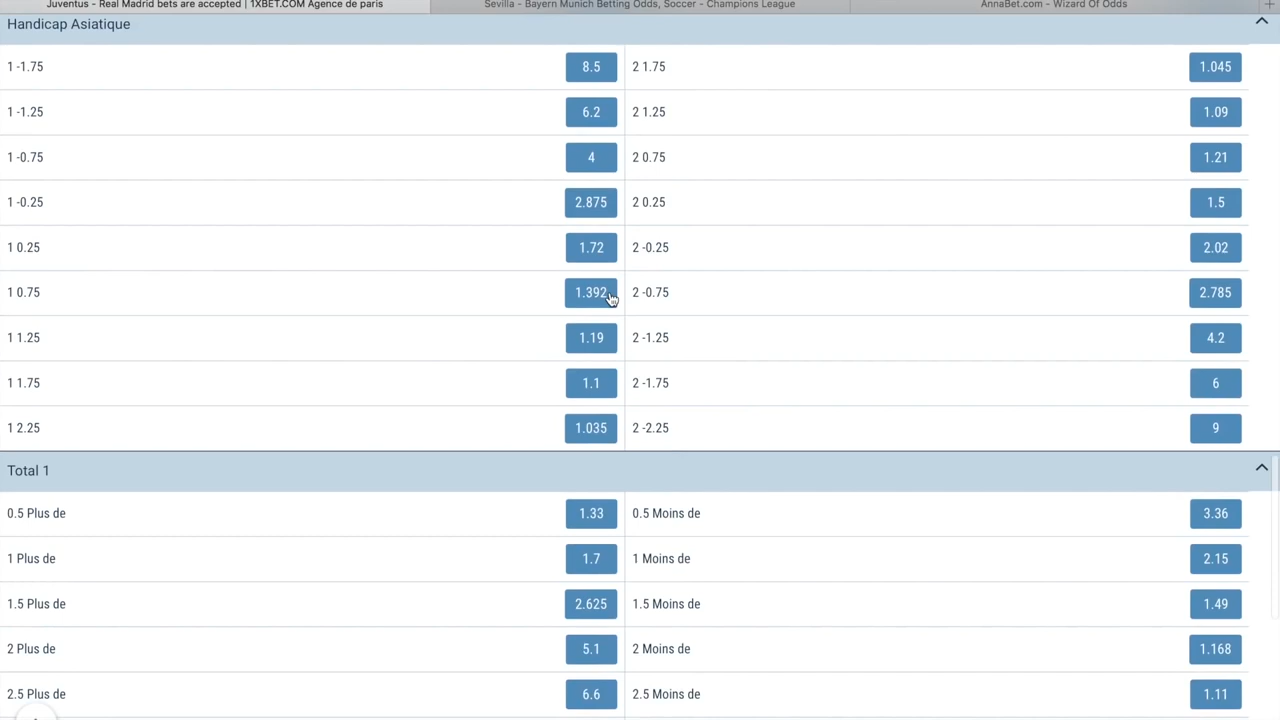 Juventus - Real Madrid bets are accepted | 1XBET.COM Agence de paris
Sevilla - Bayern Munich Betting Odds, Soccer - Champions League
AnnaBet.com - Wizard Of Odds
Handicap Asiatique
1 -1.75 8.5 2 1.75 1.045
1 -1.25 6.2 2 1.25 1.09
1 -0.75 4 2 0.75 1.21
1 -0.25 2.875 2 0.25 1.5
1 0.25 1.72 2 -0.25 2.02
1 0.75 1.392 2 -0.75 2.785
1 1.25 1.19 2 -1.25 4.2
1 1.75 1.1 2 -1.75 6
1 2.25 1.035 2 -2.25 9
Total 1
0.5 Plus de 1.33 0.5 Moins de 3.36
1 Plus de 1.7 1 Moins de 2.15
1.5 Plus de 2.625 1.5 Moins de 1.49
2 Plus de 5.1 2 Moins de 1.168
2.5 Plus de 6.6 2.5 Moins de 1.11